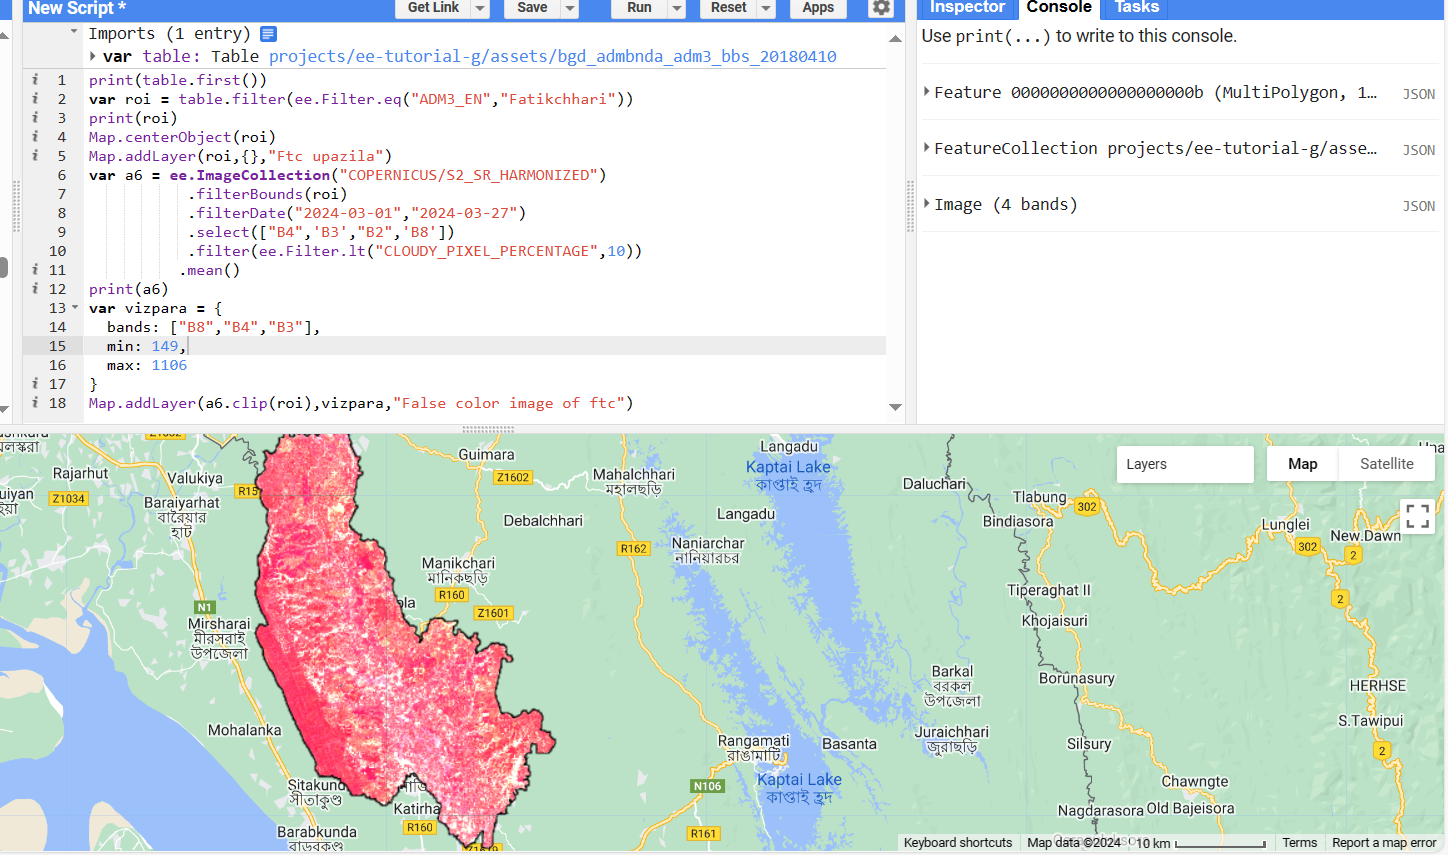 New Script *
Get Link
Save
Run
Reset
Apps
Inspector
Console
Tasks
Imports (1 entry)
var table: Table projects/ee-tutorial-g/assets/bgd_admbnda_adm3_bbs_20180410
i 1 print(table.first())
i 2 var roi = table.filter(ee.Filter.eq("ADM3_EN","Fatikchhari"))
i 3 print(roi)
i 4 Map.centerObject(roi)
i 5 Map.addLayer(roi,{},"Ftc upazila")
6 var a6 = ee.ImageCollection("COPERNICUS/S2_SR_HARMONIZED")
7 .filterBounds(roi)
8 .filterDate("2024-03-01","2024-03-27")
9 .select(["B4",'B3',"B2",'B8'])
10 .filter(ee.Filter.lt("CLOUDY_PIXEL_PERCENTAGE",10))
i 11 .mean()
i 12 print(a6)
13 var vizpara = {
14 bands: ["B8","B4","B3"],
15 min: 149,
16 max: 1106
i 17 }
i 18 Map.addLayer(a6.clip(roi),vizpara,"False color image of ftc")
Use print(...) to write to this console.
Feature 0000000000000000000b (MultiPolygon, 1…
JSON
FeatureCollection projects/ee-tutorial-g/asse…
JSON
Image (4 bands)
JSON
Layers
Map
Satellite
Rajarhut
Z1034
Valukiya
Baraiyarhat
বারৈয়ার
হাট
Guimara
Z1602
Debalchhari
Manikchari
মানিকছড়ি
R160
Z1601
N1
Mirsharai
মীরসরাই
উপজেলা
Mohalanka
Sitakund
সীতাকুণ্ড
Barabkunda
বাড়বকুণ্ড
Katirha
R160
Mahalchhari
মহালছড়ি
R162
Langadu
Kaptai Lake
কাপ্তাই হ্রদ
Langadu
Naniarchar
নানিয়ারচর
Rangamati
রাঙামাটি
Kaptai Lake
কাপ্তাই হ্রদ
N106
R161
Basanta
Daluchari
Tlabung
302
Bindiasora
Tiperaghat II
Khojaisuri
Barkal
বরকল
উপজেলা
Borunasury
Juraichhari
জুরাছড়ি
Silsury
Chawngte
Nagdarasora
Old Bajeisora
Lunglei
302
New.Dawn
2
2
HERHSE
S.Tawipui
2
Keyboard shortcuts
Map data ©2024
10 km
Terms
Report a map error